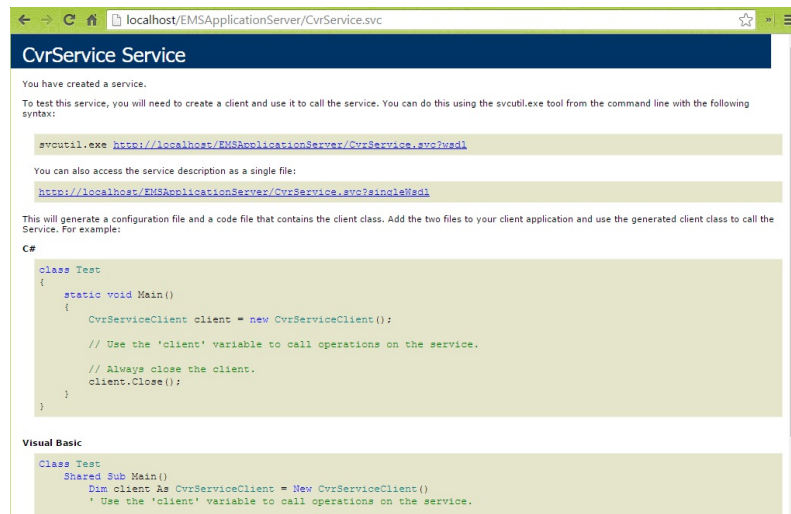 localhost/EMSApplicationServer/CvrService.svc
CvrService Service
You have created a service.
To test this service, you will need to create a client and use it to call the service. You can do this using the svcutil.exe tool from the command line with the following
syntax:
svcutil.exe http://localhost/EMSApplicationServer/CvrService.svc?wsdl
You can also access the service description as a single file:
http://localhost/EMSApplicationServer/CvrService.svc?singleWsdl
This will generate a configuration file and a code file that contains the client class. Add the two files to your client application and use the generated client class to call the
Service. For example:
C#
class Test
{
static void Main()
{
CvrServiceClient client = new CvrServiceClient();
// Use the 'client' variable to call operations on the service.
// Always close the client.
client.Close();
}
}
Visual Basic
Class Test
Shared Sub Main()
Dim client As CvrServiceClient = New CvrServiceClient()
' Use the 'client' variable to call operations on the service.